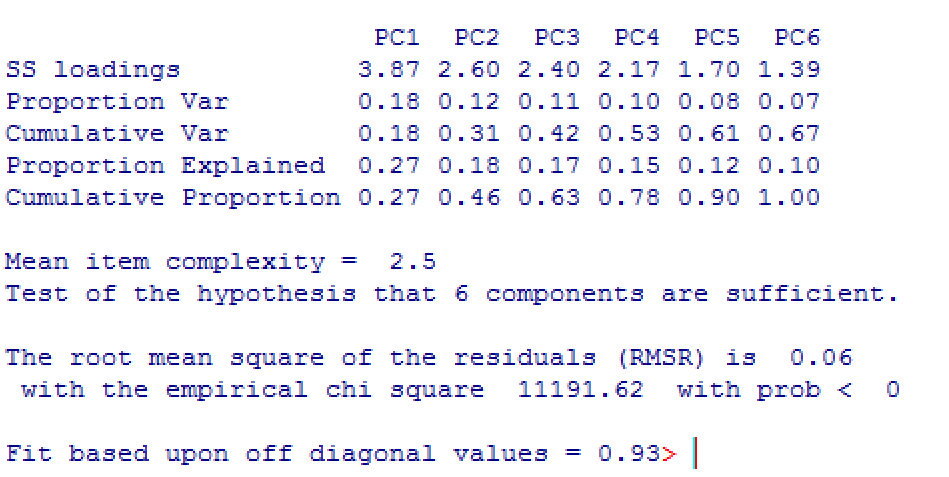 PC1 PC2 PC3 PC4 PC5 PC6
SS loadings 3.87 2.60 2.40 2.17 1.70 1.39
Proportion Var 0.18 0.12 0.11 0.10 0.08 0.07
Cumulative Var 0.18 0.31 0.42 0.53 0.61 0.67
Proportion Explained 0.27 0.18 0.17 0.15 0.12 0.10
Cumulative Proportion 0.27 0.46 0.63 0.78 0.90 1.00
Mean item complexity = 2.5
Test of the hypothesis that 6 components are sufficient.
The root mean square of the residuals (RMSR) is 0.06
with the empirical chi square 11191.62 with prob < 0
Fit based upon off diagonal values = 0.93>